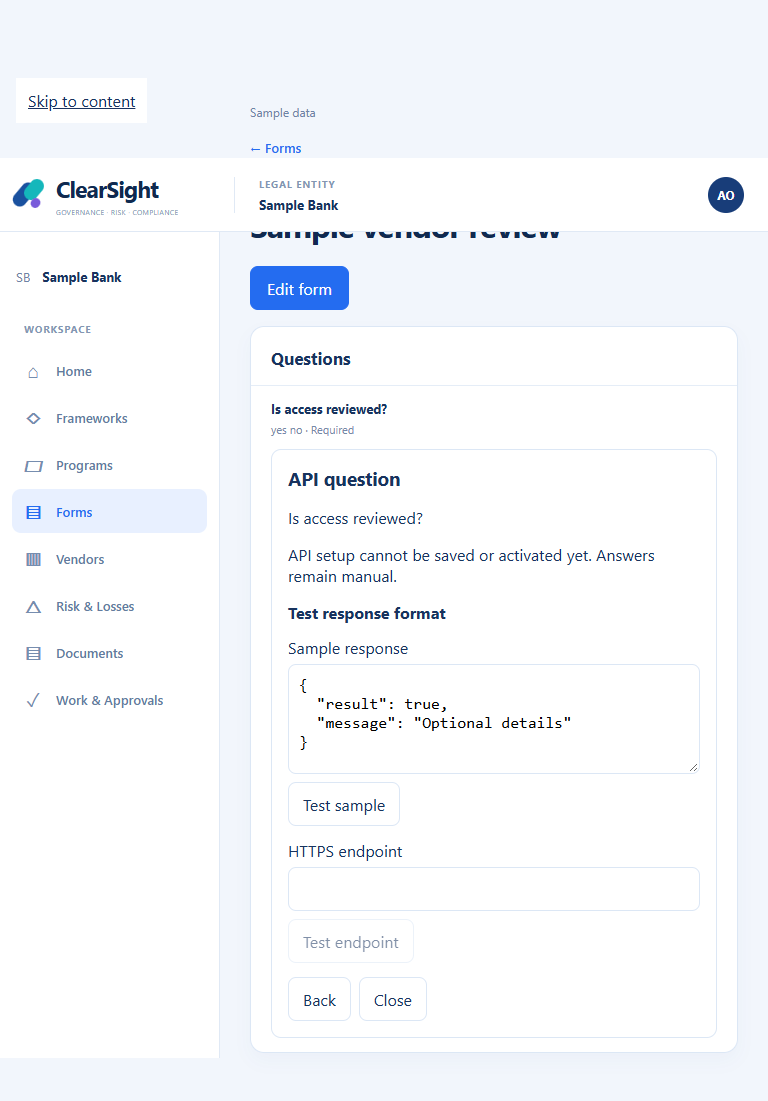 Skip to content
Sample data
← Forms
ClearSight
GOVERNANCE · RISK · COMPLIANCE
LEGAL ENTITY
Sample Bank
AO
Sample vendor review
SB Sample Bank
WORKSPACE
Home
Frameworks
Programs
Forms
Vendors
Risk & Losses
Documents
Work & Approvals
Edit form
Questions
Is access reviewed?
yes no · Required
API question
Is access reviewed?
API setup cannot be saved or activated yet. Answers
remain manual.
Test response format
Sample response
{
  "result": true,
  "message": "Optional details"
}
Test sample
HTTPS endpoint
Test endpoint
Back
Close